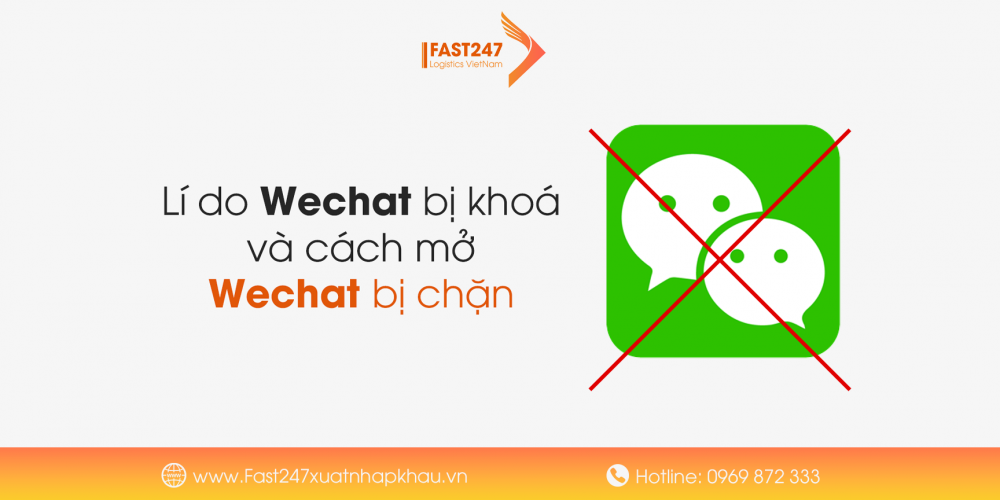 FAST247
Logistics VietNam
Lí do Wechat bị khoá
và cách mở
Wechat bị chặn
www.Fast247xuatnhapkhau.vn
Hotline: 0969 872 333